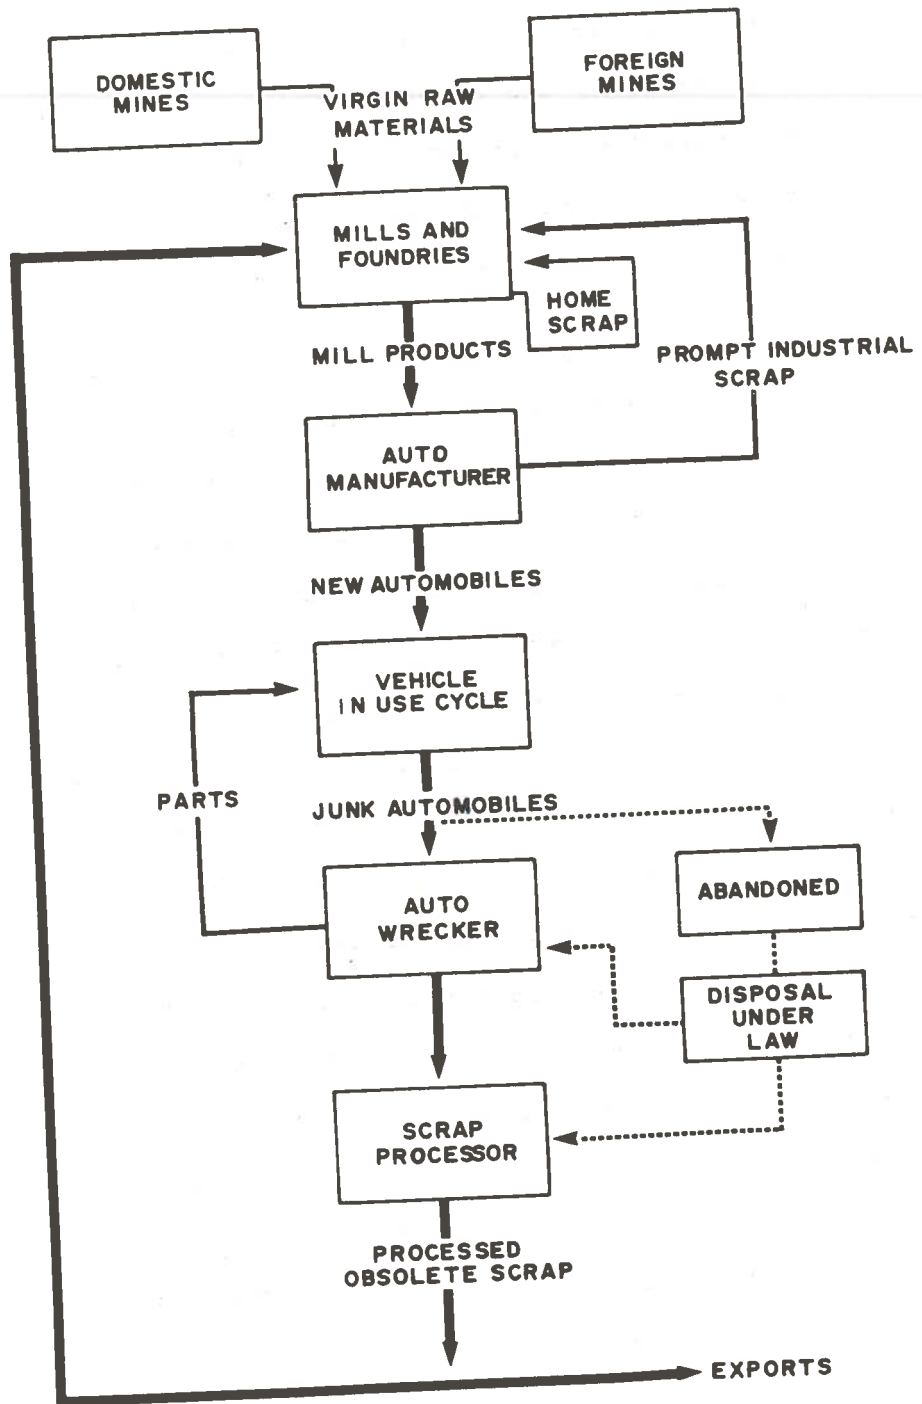 DOMESTIC
MINES
FOREIGN
MINES
VIRGIN RAW
MATERIALS
MILLS AND
FOUNDRIES
HOME
SCRAP
MILL PRODUCTS
PROMPT INDUSTRIAL
SCRAP
AUTO
MANUFACTURER
NEW AUTOMOBILES
VEHICLE
IN USE CYCLE
PARTS
JUNK AUTOMOBILES
ABANDONED
AUTO
WRECKER
DISPOSAL
UNDER
LAW
SCRAP
PROCESSOR
PROCESSED
OBSOLETE SCRAP
EXPORTS